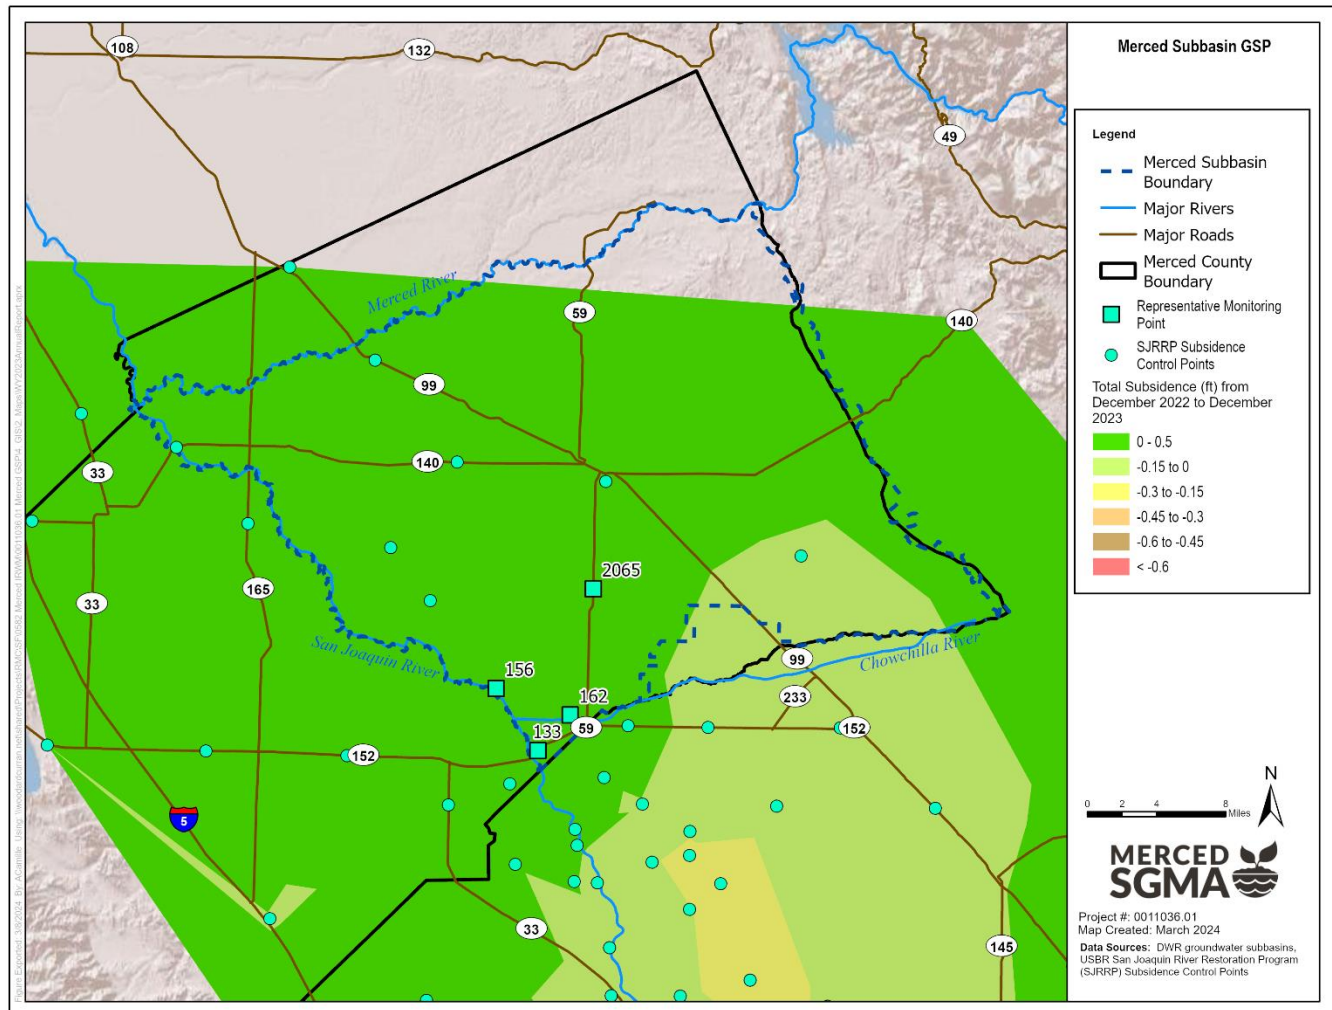 Merced Subbasin GSP
Legend
Merced Subbasin
Boundary
Major Rivers
Major Roads
Merced County
Boundary
Representative Monitoring
Point
SJRRP Subsidence
Control Points
Total Subsidence (ft) from
December 2022 to December
2023
0 - 0.5
-0.15 to 0
-0.3 to -0.15
-0.45 to -0.3
-0.6 to -0.45
< -0.6
108
132
49
Merced River
59
140
99
33
140
2065
33
165
San Joaquin River
156
99
Chowchilla River
162
233
133
59
152
152
5
33
145
N
0 2 4 8
Miles
MERCED
SGMA
Project #: 0011036.01
Map Created: March 2024
Data Sources: DWR groundwater subbasins,
USBR San Joaquin River Restoration Program
(SJRRP) Subsidence Control Points